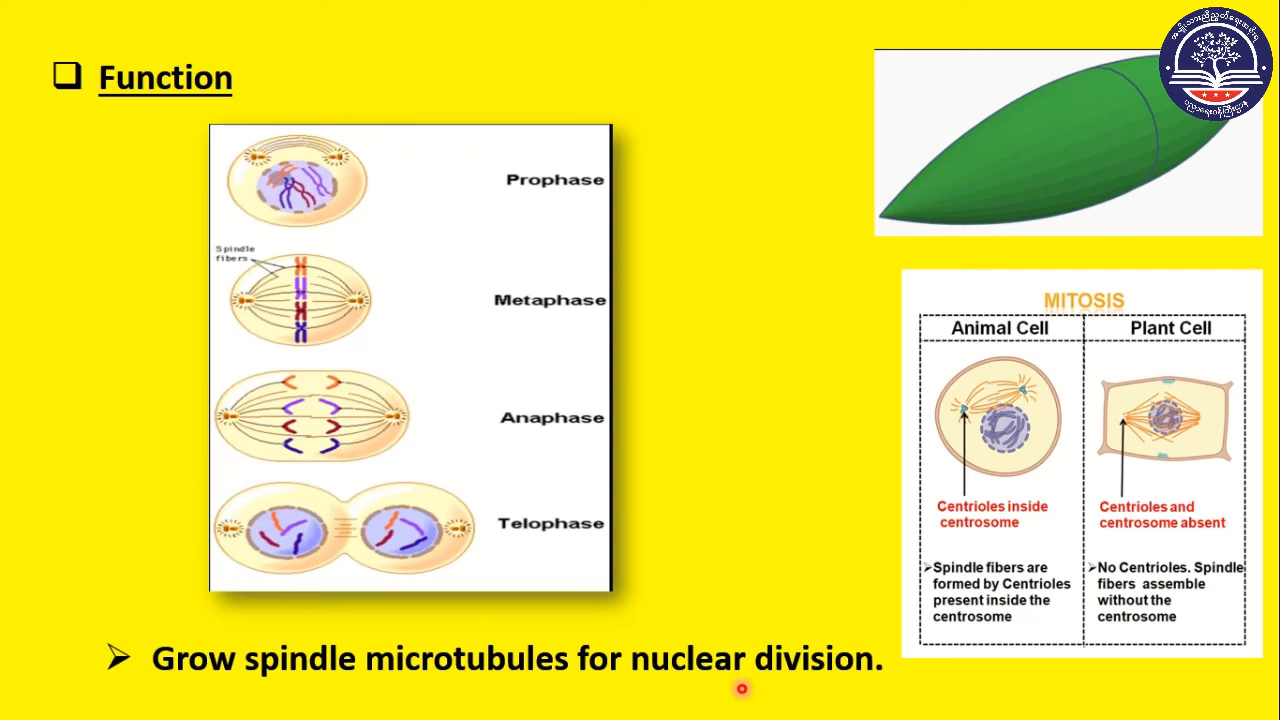 Function
Prophase
Spindle
fibers
Metaphase
Anaphase
Telophase
Grow spindle microtubules for nuclear division.
MITOSIS
Animal Cell
Plant Cell
Centrioles inside
centrosome
Centrioles and
centrosome absent
Spindle fibers are
formed by Centrioles
present inside the
centrosome
No Centrioles. Spindle
fibers assemble
without the
centrosome